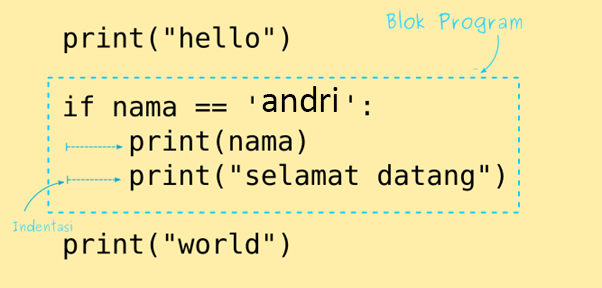 Blok Program
print("hello")
if nama == 'andri':
print(nama)
print("selamat datang")
Indentasi
print("world")